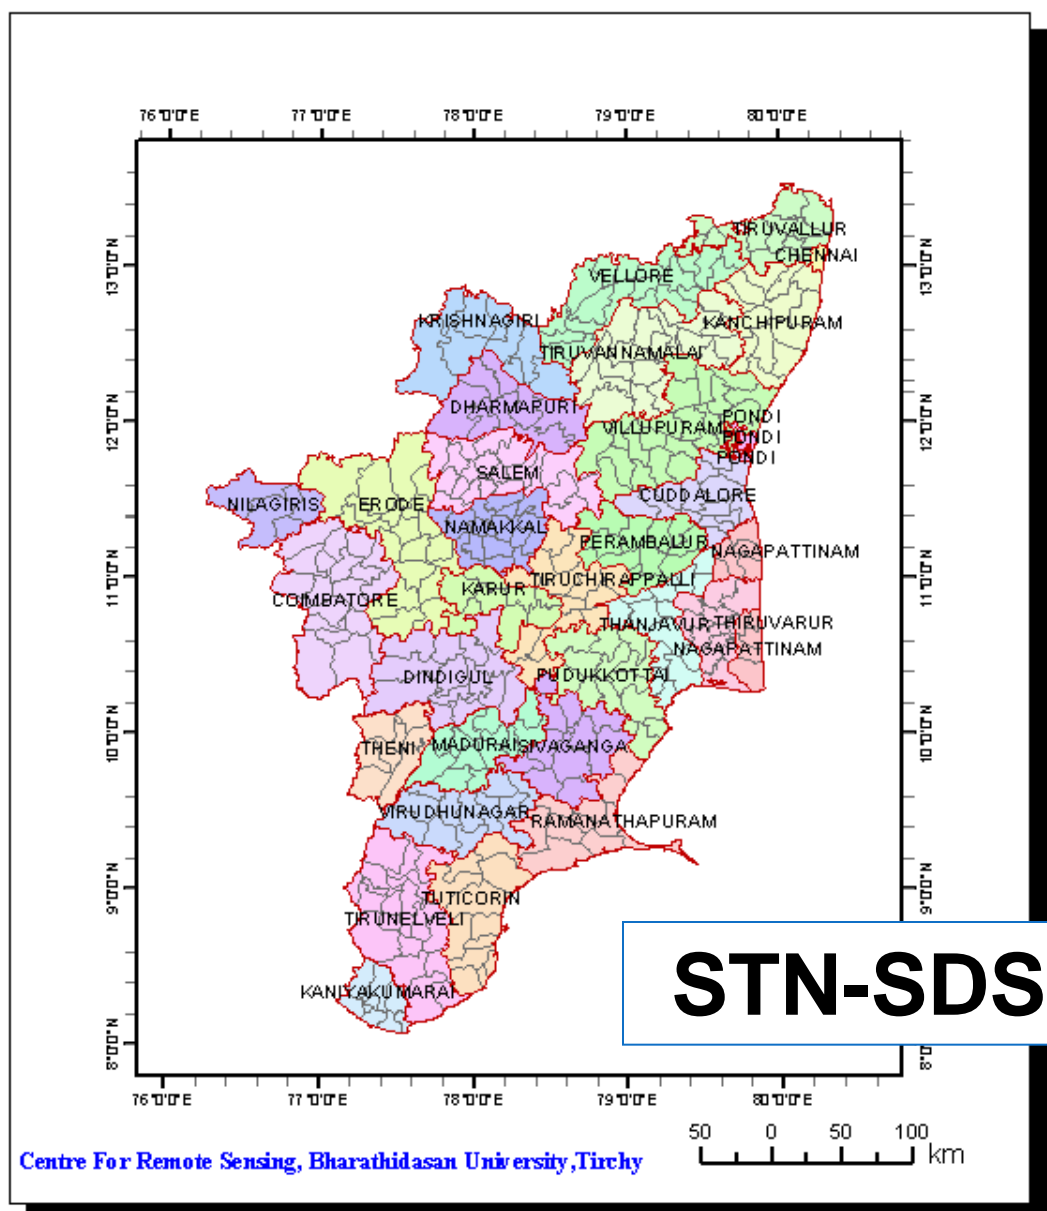 76°0'0"E 77°0'0"E 78°0'0"E 79°0'0"E 80°0'0"E
TIRUVALLUR
CHENNAI
13°0'0"N 13°0'0"N
VELLORE
KRISHNAGIRI KANCHIPURAM
TIRUVANNAMALAI
DHARMAPURI
12°0'0"N 12°0'0"N
PONDI
VILLUPURAM
PONDI
PONDI
SALEM
CUDDALORE
NILAGIRIS ERODE
NAMAKKAL
PERAMBALUR
NAGAPATTINAM
11°0'0"N 11°0'0"N
TIRUCHIRAPPALLI
KARUR
COIMBATORE
THANJAVUR THIRUVARUR
NAGAPATTINAM
DINDIGUL PUDUKKOTTAI
10°0'0"N 10°0'0"N
THENI MADURAI SIVAGANGA
VIRUDHUNAGAR
RAMANATHAPURAM
9°0'0"N 9°0'0"N
TUTICORIN
TIRUNELVELI
STN-SDS
KANIYAKUMARAI
8°0'0"N
76°0'0"E 77°0'0"E 78°0'0"E 79°0'0"E 80°0'0"E
50 0 50 100
km
Centre For Remote Sensing, Bharathidasan University,Tirchy